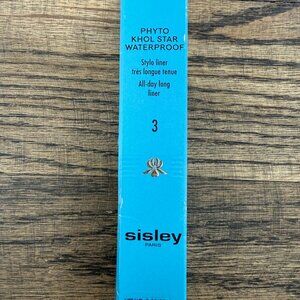 PHYTO
KHOL STAR
WATERPROOF
Stylo liner
très longue tenue
All-day long
liner
3
sisley
PARIS